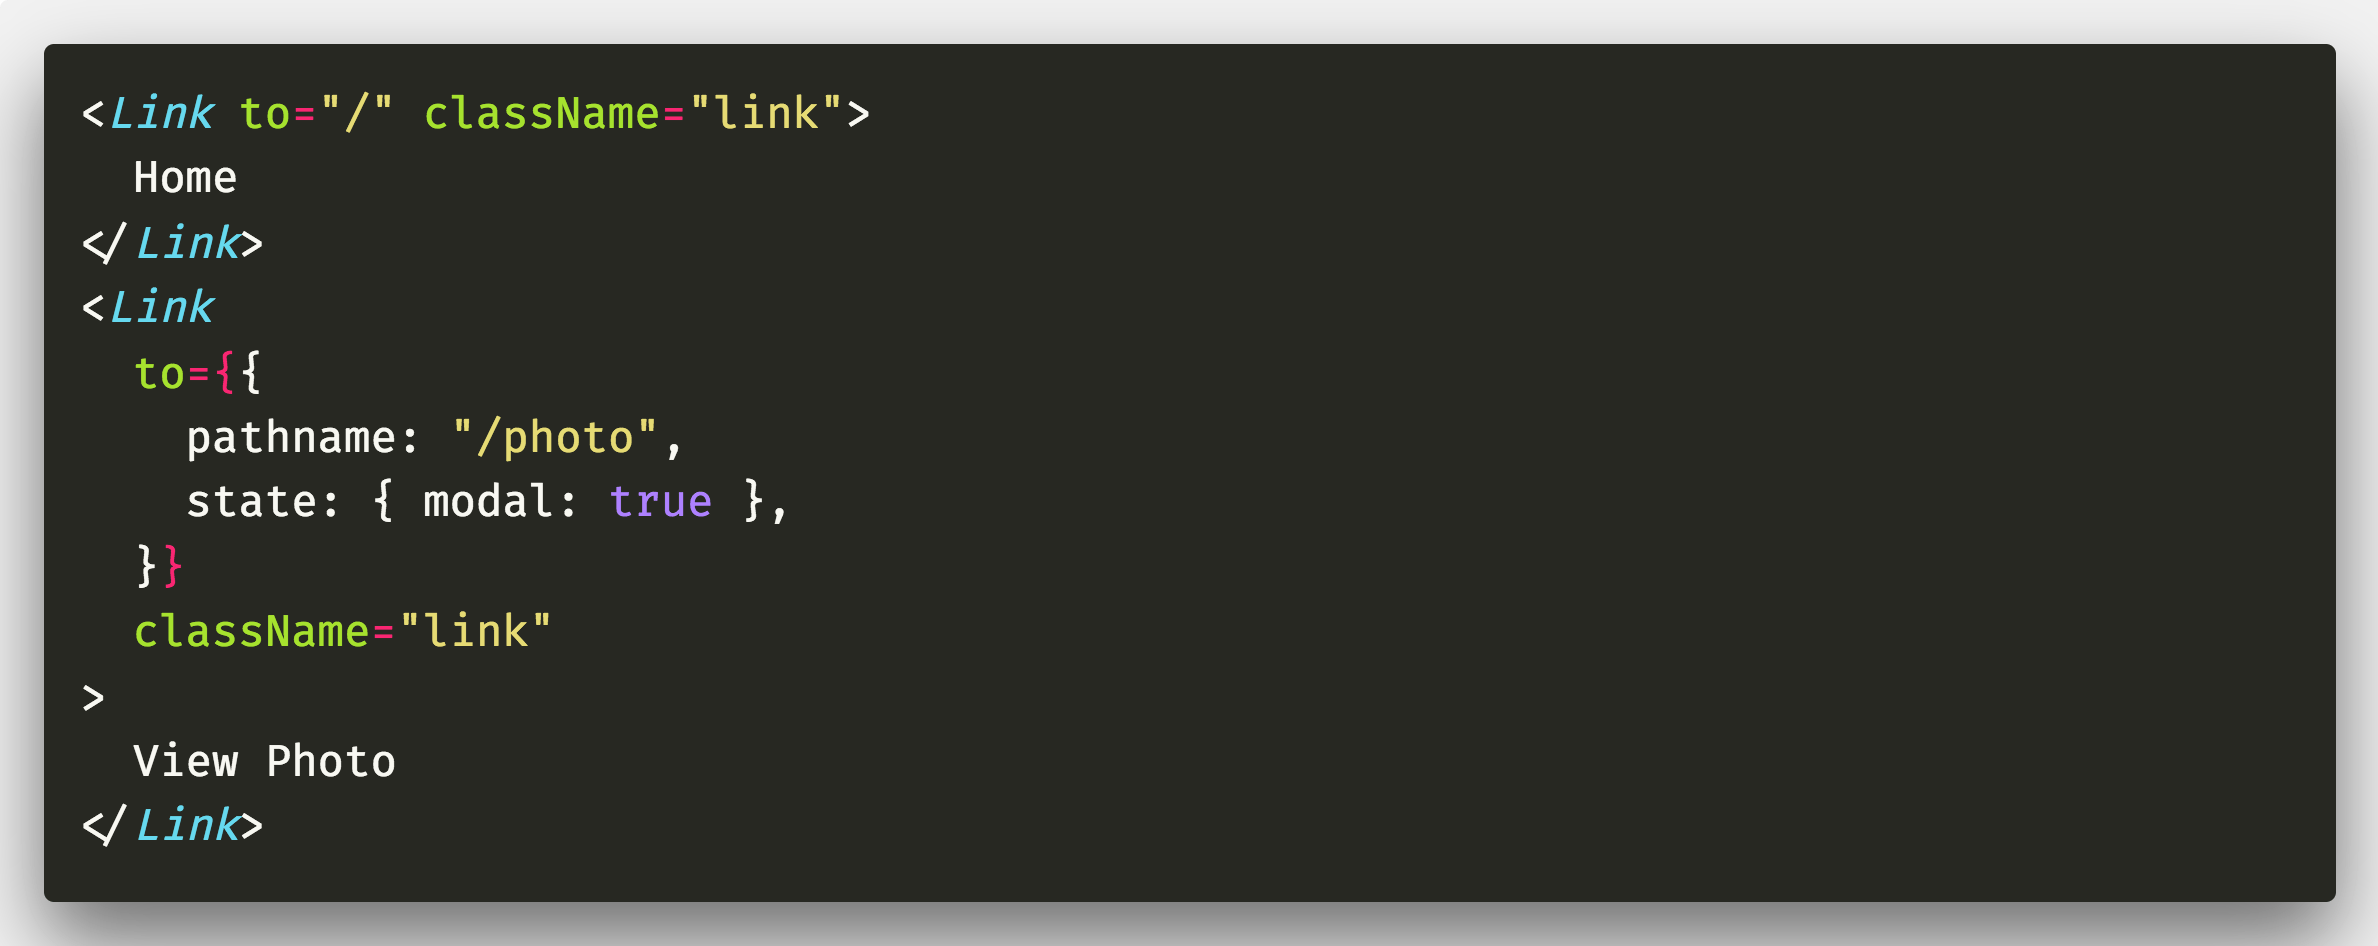 <Link to="/" className="link">
  Home
</Link>
<Link
  to={{
    pathname: "/photo",
    state: { modal: true },
  }}
  className="link"
>
  View Photo
</Link>